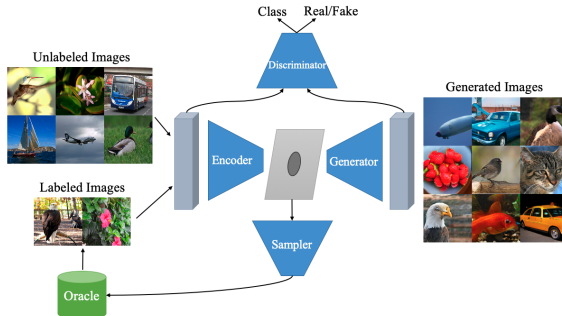 Class
Real/Fake
Discriminator
Unlabeled Images
Generated Images
Encoder
Generator
Labeled Images
Sampler
Oracle